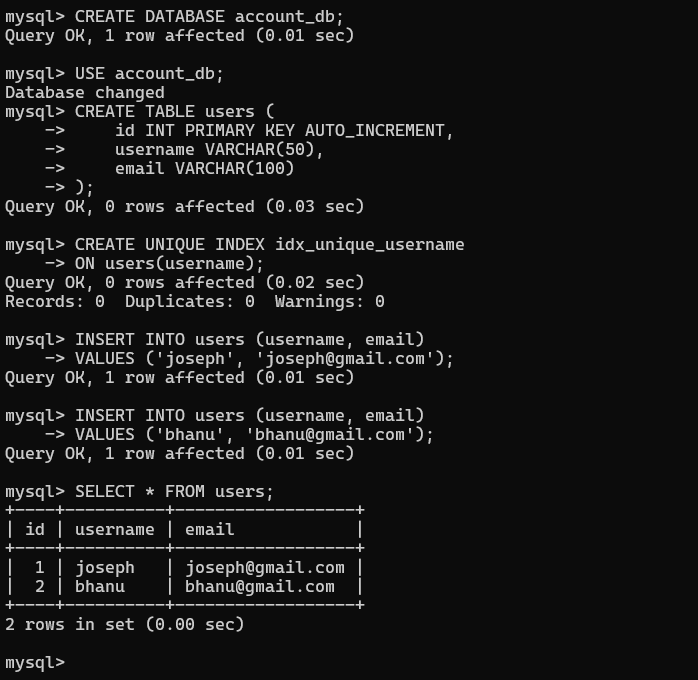 mysql> CREATE DATABASE account_db;
Query OK, 1 row affected (0.01 sec)

mysql> USE account_db;
Database changed
mysql> CREATE TABLE users (
    ->     id INT PRIMARY KEY AUTO_INCREMENT,
    ->     username VARCHAR(50),
    ->     email VARCHAR(100)
    -> );
Query OK, 0 rows affected (0.03 sec)

mysql> CREATE UNIQUE INDEX idx_unique_username
    -> ON users(username);
Query OK, 0 rows affected (0.02 sec)
Records: 0  Duplicates: 0  Warnings: 0

mysql> INSERT INTO users (username, email)
    -> VALUES ('joseph', 'joseph@gmail.com');
Query OK, 1 row affected (0.01 sec)

mysql> INSERT INTO users (username, email)
    -> VALUES ('bhanu', 'bhanu@gmail.com');
Query OK, 1 row affected (0.01 sec)

mysql> SELECT * FROM users;
+----+----------+------------------+
| id | username | email            |
+----+----------+------------------+
|  1 | joseph   | joseph@gmail.com |
|  2 | bhanu    | bhanu@gmail.com  |
+----+----------+------------------+
2 rows in set (0.00 sec)

mysql>